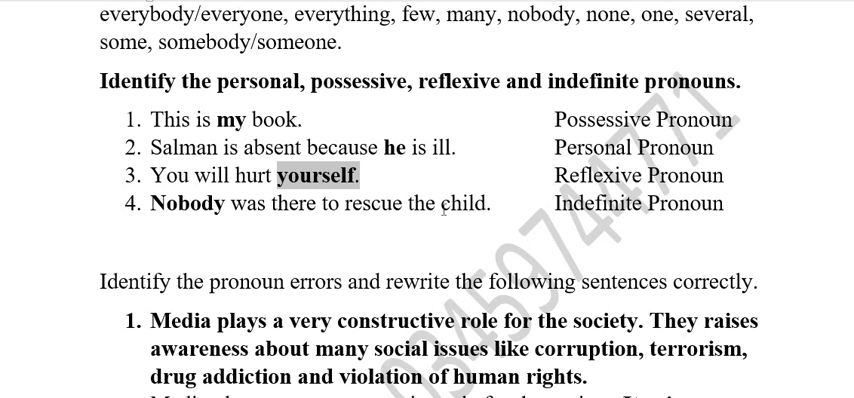 everybody/everyone, everything, few, many, nobody, none, one, several,
some, somebody/someone.
Identify the personal, possessive, reflexive and indefinite pronouns.
1. This is my book. Possessive Pronoun
2. Salman is absent because he is ill. Personal Pronoun
3. You will hurt yourself. Reflexive Pronoun
4. Nobody was there to rescue the child. Indefinite Pronoun
Identify the pronoun errors and rewrite the following sentences correctly.
1. Media plays a very constructive role for the society. They raises
awareness about many social issues like corruption, terrorism,
drug addiction and violation of human rights.
03459744771